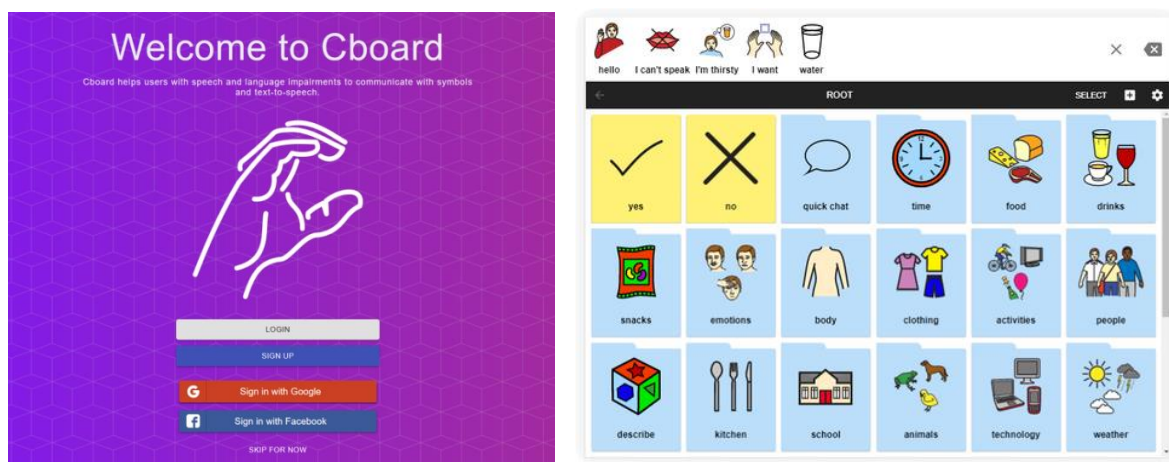 Welcome to Cboard
Cboard helps users with speech and language impairments to communicate with symbols
and text-to-speech.
LOGIN
SIGN UP
G Sign in with Google
f Sign in with Facebook
SKIP FOR NOW
hello I can't speak I'm thirsty I want water
ROOT SELECT
yes no quick chat time food drinks
snacks emotions body clothing activities people
describe kitchen school animals technology weather